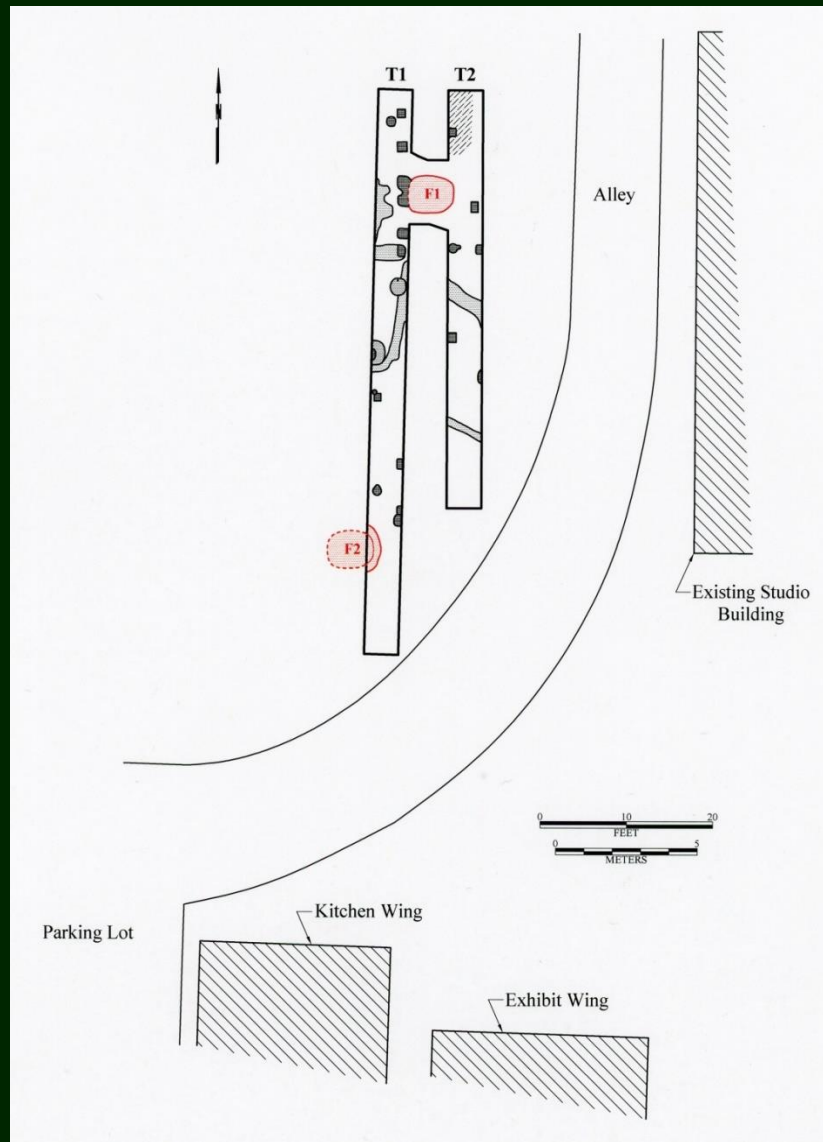 T1
T2
N
F1
Alley
F2
Existing Studio
Building
0
10
20
FEET
0
5
METERS
Kitchen Wing
Parking Lot
Exhibit Wing